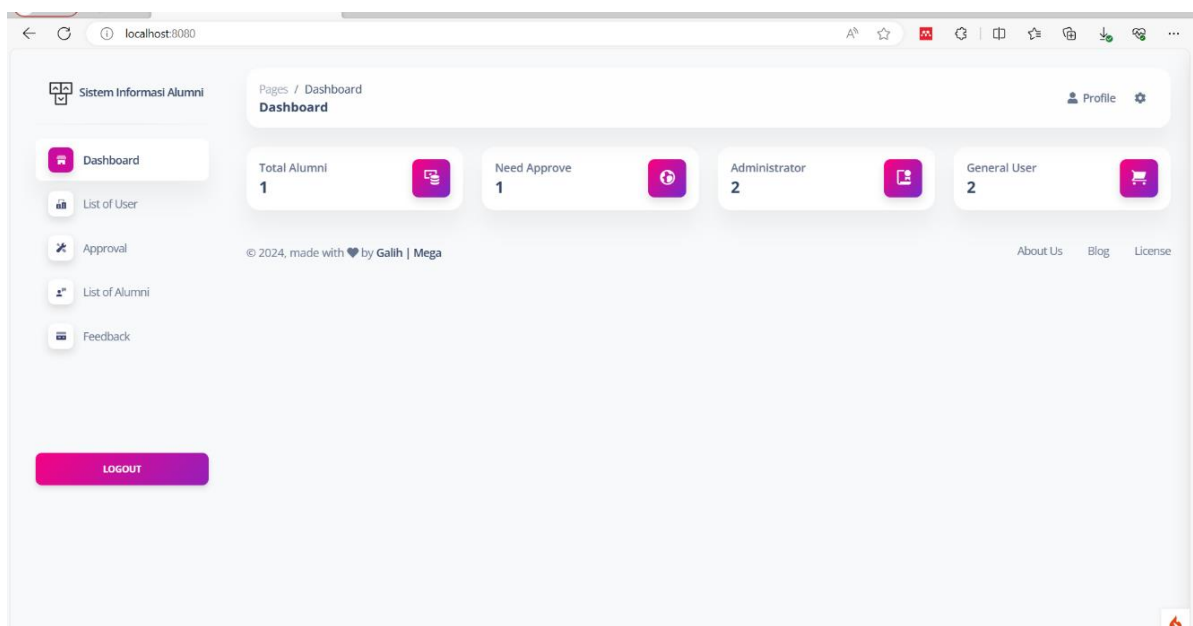 localhost:8080
Sistem Informasi Alumni
Pages / Dashboard
Dashboard
Profile
Dashboard
List of User
Approval
List of Alumni
Feedback
LOGOUT
Total Alumni
1
Need Approve
1
Administrator
2
General User
2
© 2024, made with by Galih | Mega
About Us Blog License